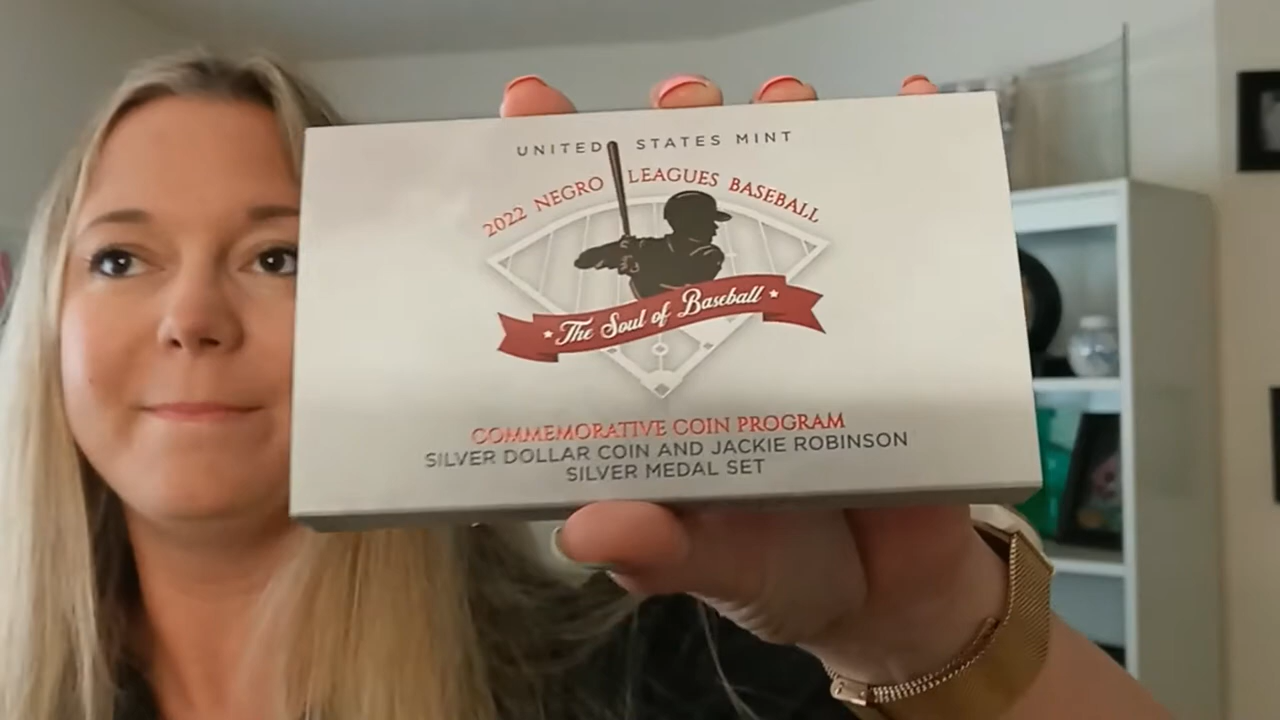 UNITED STATES MINT
2022 NEGRO LEAGUES BASEBALL
The Soul of Baseball
COMMEMORATIVE COIN PROGRAM
SILVER DOLLAR COIN AND JACKIE ROBINSON
SILVER MEDAL SET